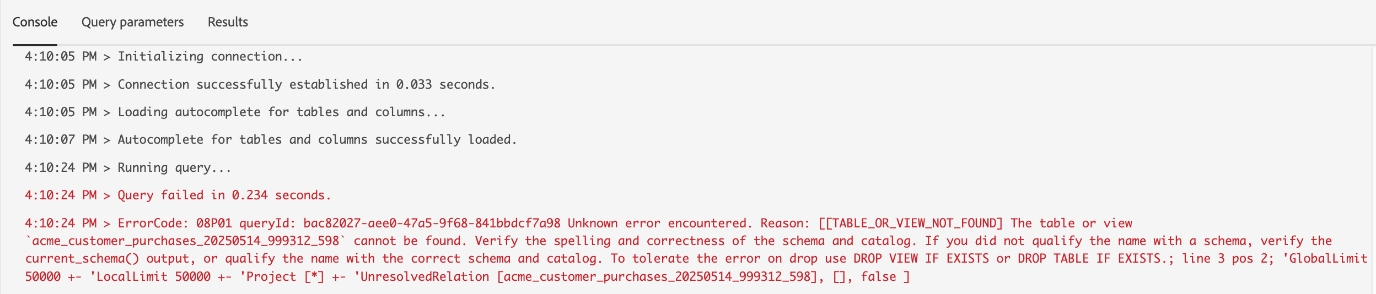 Console Query parameters Results
4:10:05 PM > Initializing connection...
4:10:05 PM > Connection successfully established in 0.033 seconds.
4:10:05 PM > Loading autocomplete for tables and columns...
4:10:07 PM > Autocomplete for tables and columns successfully loaded.
4:10:24 PM > Running query...
4:10:24 PM > Query failed in 0.234 seconds.
4:10:24 PM > ErrorCode: 08P01 queryId: bac82027-aee0-47a5-9f68-841bbdcf7a98 Unknown error encountered. Reason: [[TABLE_OR_VIEW_NOT_FOUND] The table or view
`acme_customer_purchases_20250514_999312_598` cannot be found. Verify the spelling and correctness of the schema and catalog. If you did not qualify the name with a schema, verify the
current_schema() output, or qualify the name with the correct schema and catalog. To tolerate the error on drop use DROP VIEW IF EXISTS or DROP TABLE IF EXISTS.; line 3 pos 2; 'GlobalLimit
50000 +- 'LocalLimit 50000 +- 'Project [*] +- 'UnresolvedRelation [acme_customer_purchases_20250514_999312_598], [], false ]